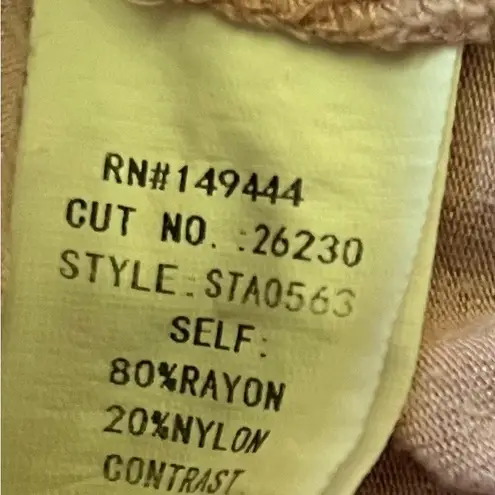 RN#149444
CUT NO. :26230
STYLE:STA0563
SELF:
80%RAYON
20%NYLON
CONTRAST